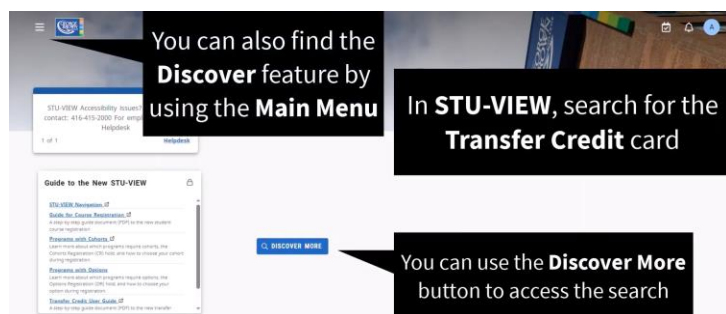 You can also find the
Discover feature by
using the Main Menu
A
In STU-VIEW, search for the
Transfer Credit card
STU-VIEW Accessibility Issues?
contact: 416-415-2000 For
Helpdesk
1 of 1
Helpdesk
Guide to the New STU-VIEW
STU-VIEW Navigation
Guide for Course Registration
A step-by-step guide document (PDF) to the new student
course registration
Programs with Cohorts
Learn more about which programs require cohorts, the
Cohorts Registration (CR) hold, and how to choose your cohort
during registration.
Programs with Options
Learn more about which programs require options, the
Options Registration (OR) hold, and how to choose your
option during registration.
Transfer Credit User Guide
A step-by-step guide document (PDF) to the new transfer
DISCOVER MORE
You can use the Discover More
button to access the search